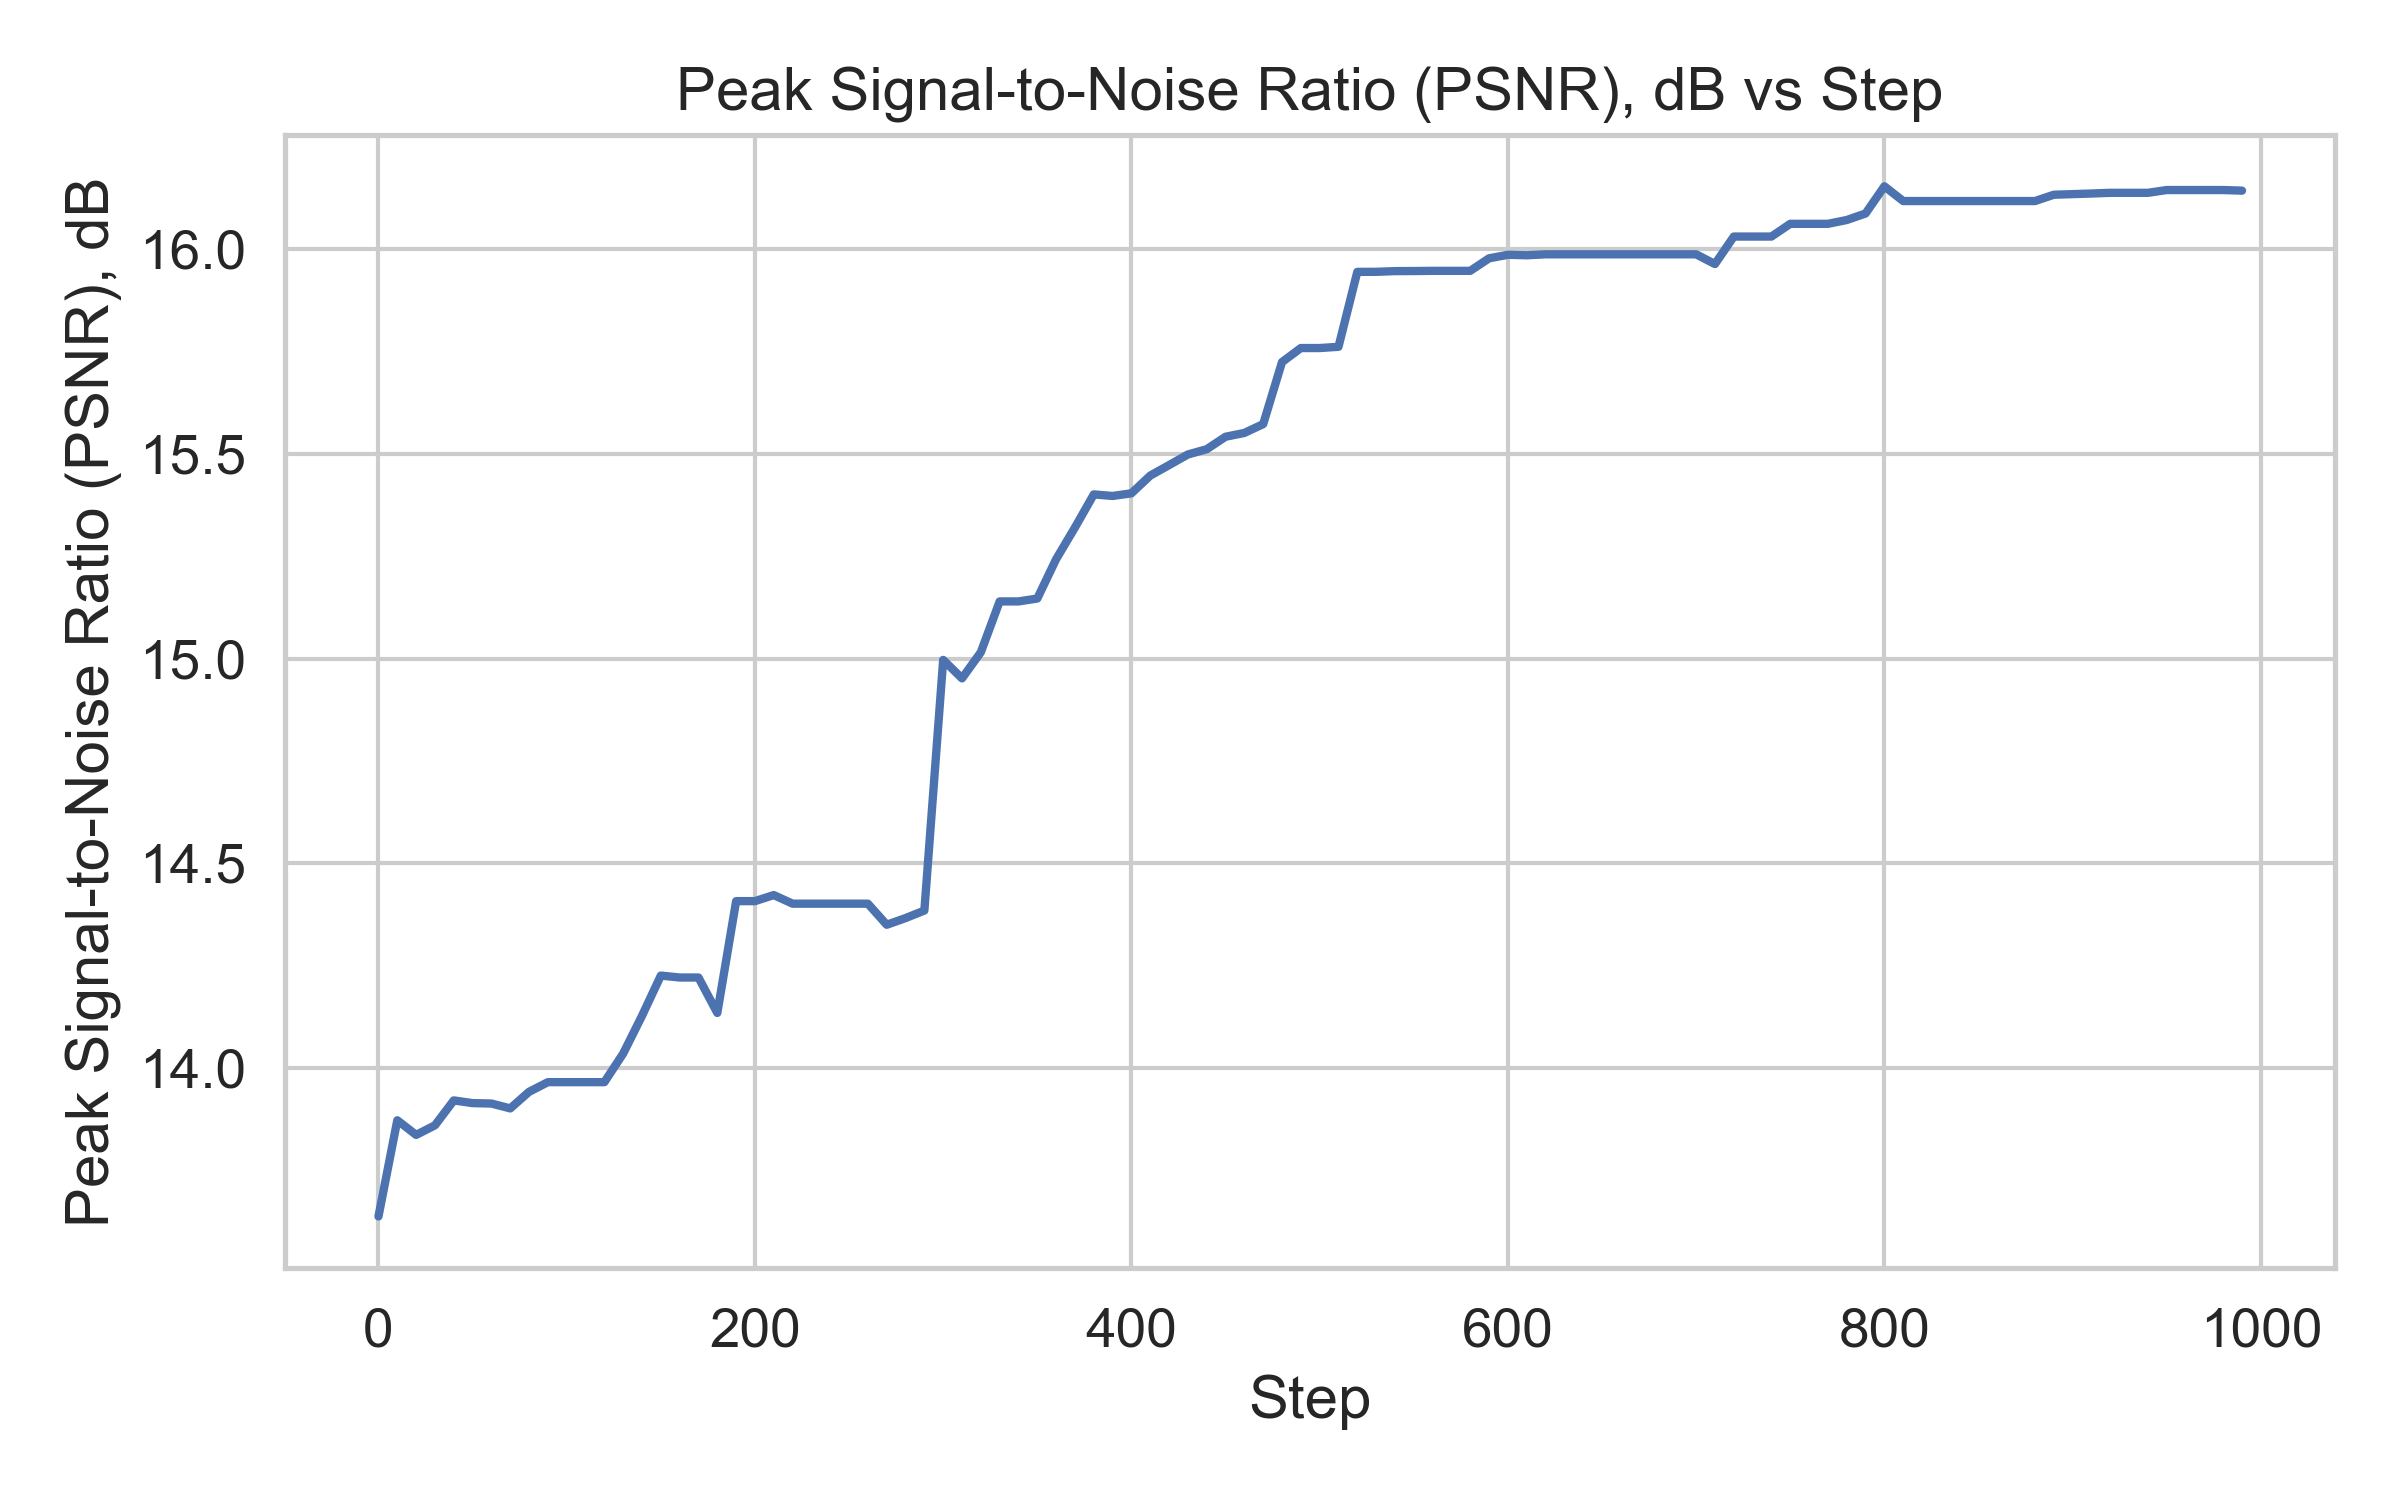 Peak Signal-to-Noise Ratio (PSNR), dB vs Step
Peak Signal-to-Noise Ratio (PSNR), dB
16.0
15.5
15.0
14.5
14.0
0 200 400 600 800 1000
Step